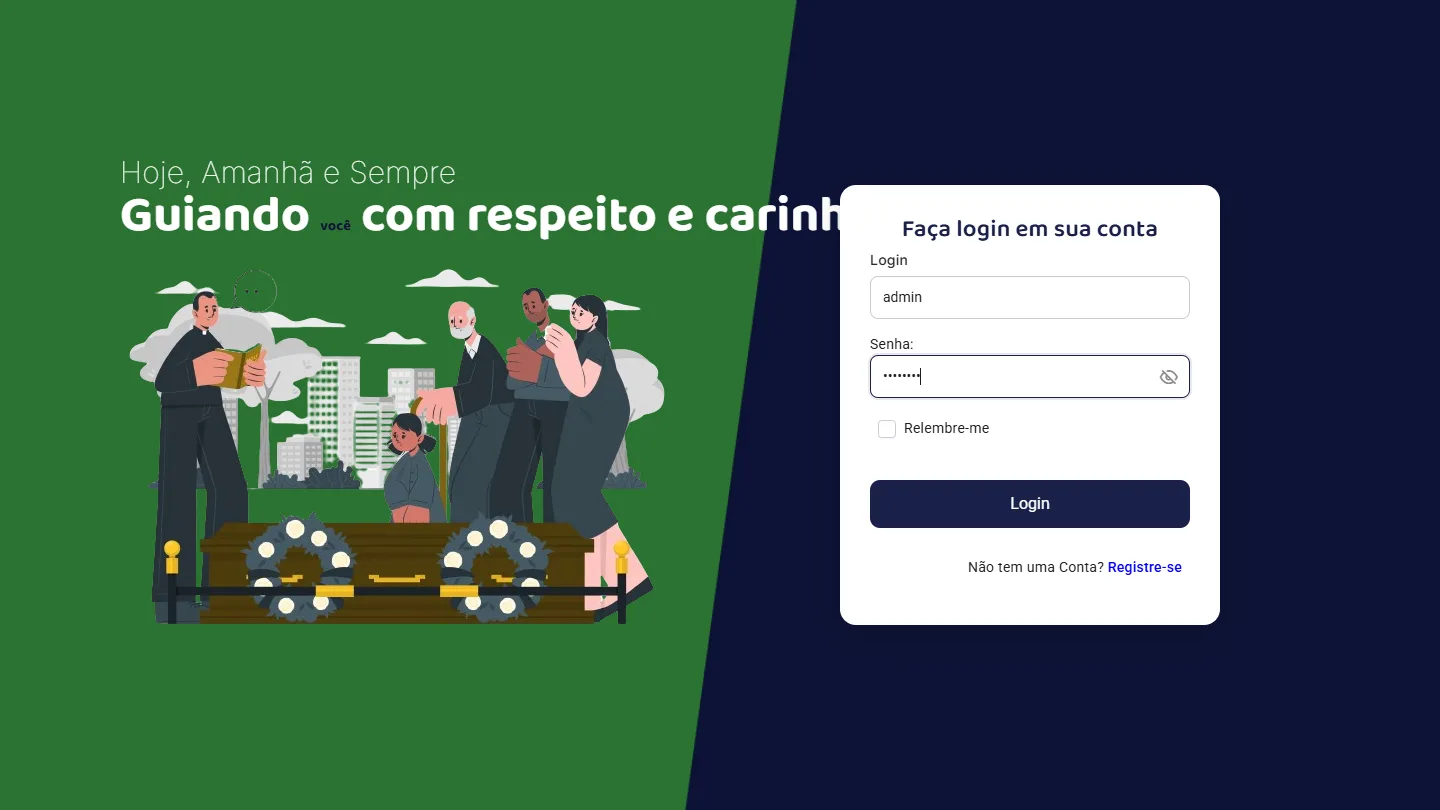 Hoje, Amanhã e Sempre
Guiando você com respeito e carinh
Faça login em sua conta
Login
admin
Senha:
••••••••
Relembre-me
Login
Não tem uma Conta? Registre-se